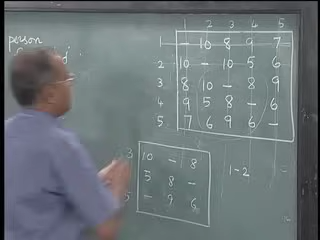 person
1 2 3 4 5
1 - 10 8 9 7
2 10 - 10 5 6
3 8 10 - 8 9
4 9 5 8 - 6
5 7 6 9 6 -
3 10 - 8
5 8 -
5 - 9 6
1-2 =